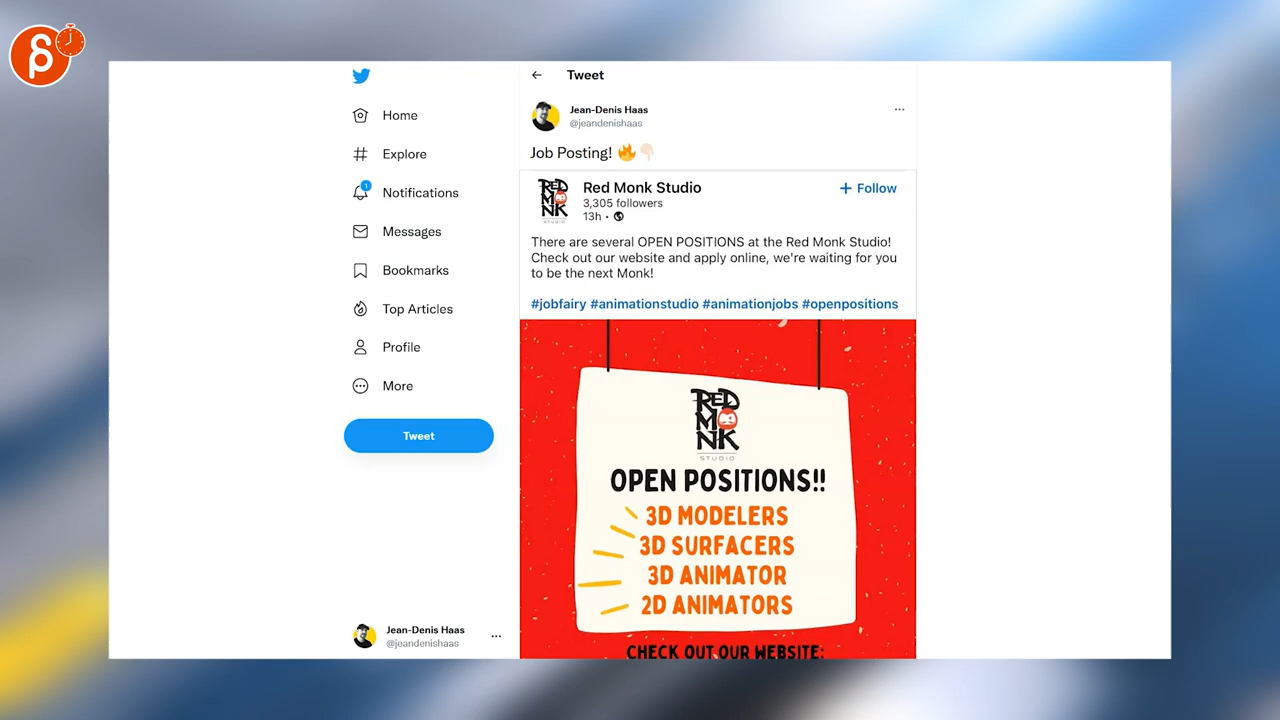 Tweet
Jean-Denis Haas
@jeandenishaas
Job Posting! 🔥👇🏻
Home
Explore
1
Notifications
Messages
Bookmarks
Top Articles
Profile
More
Tweet
Jean-Denis Haas
@jeandenishaas
RED MONK
STUDIO
Red Monk Studio
3,305 followers
13h •
+ Follow
There are several OPEN POSITIONS at the Red Monk Studio!
Check out our website and apply online, we're waiting for you
to be the next Monk!
#jobfairy #animationstudio #animationjobs #openpositions
RED
MONK
STUDIO
OPEN POSITIONS!!
3D MODELERS
3D SURFACERS
3D ANIMATOR
2D ANIMATORS
CHECK OUT OUR WEBSITE: